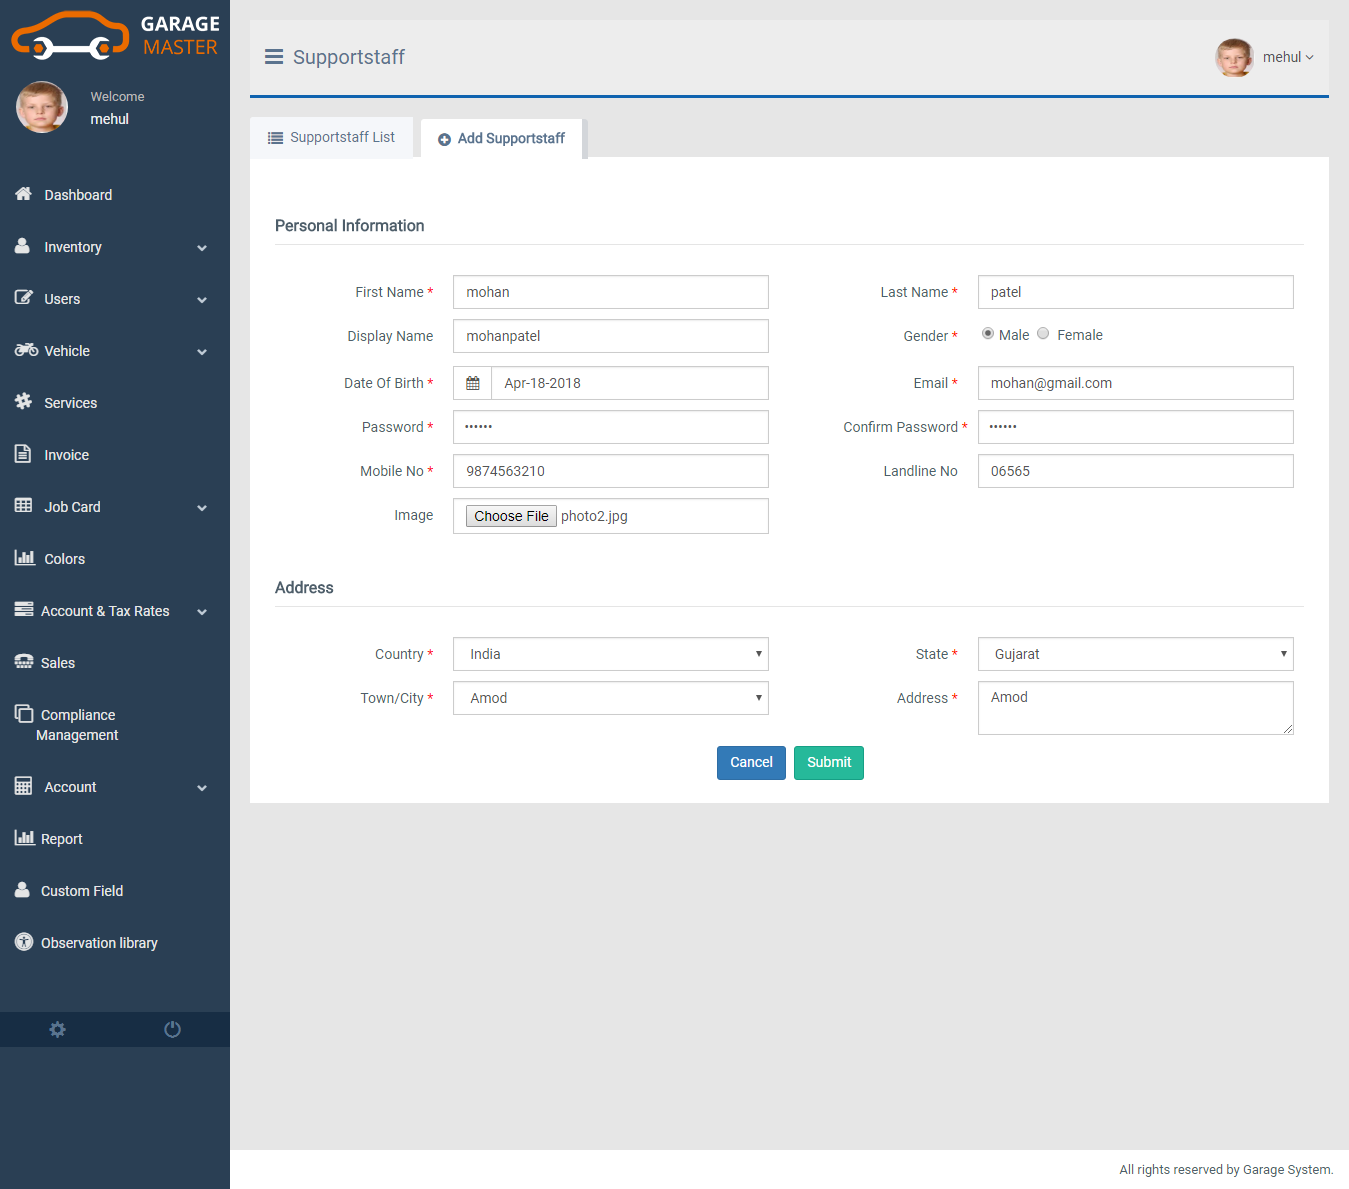 GARAGE
MASTER
Welcome
mehul
Dashboard
Inventory
Users
Vehicle
Services
Invoice
Job Card
Colors
Account & Tax Rates
Sales
Compliance
Management
Account
Report
Custom Field
Observation library
Supportstaff
mehul
Supportstaff List
Add Supportstaff
Personal Information
First Name * mohan
Last Name * patel
Display Name mohanpatel
Gender * Male Female
Date Of Birth * Apr-18-2018
Email * mohan@gmail.com
Password * ••••••
Confirm Password * ••••••
Mobile No * 9874563210
Landline No 06565
Image Choose File photo2.jpg
Address
Country * India
State * Gujarat
Town/City * Amod
Address * Amod
Cancel Submit
All rights reserved by Garage System.